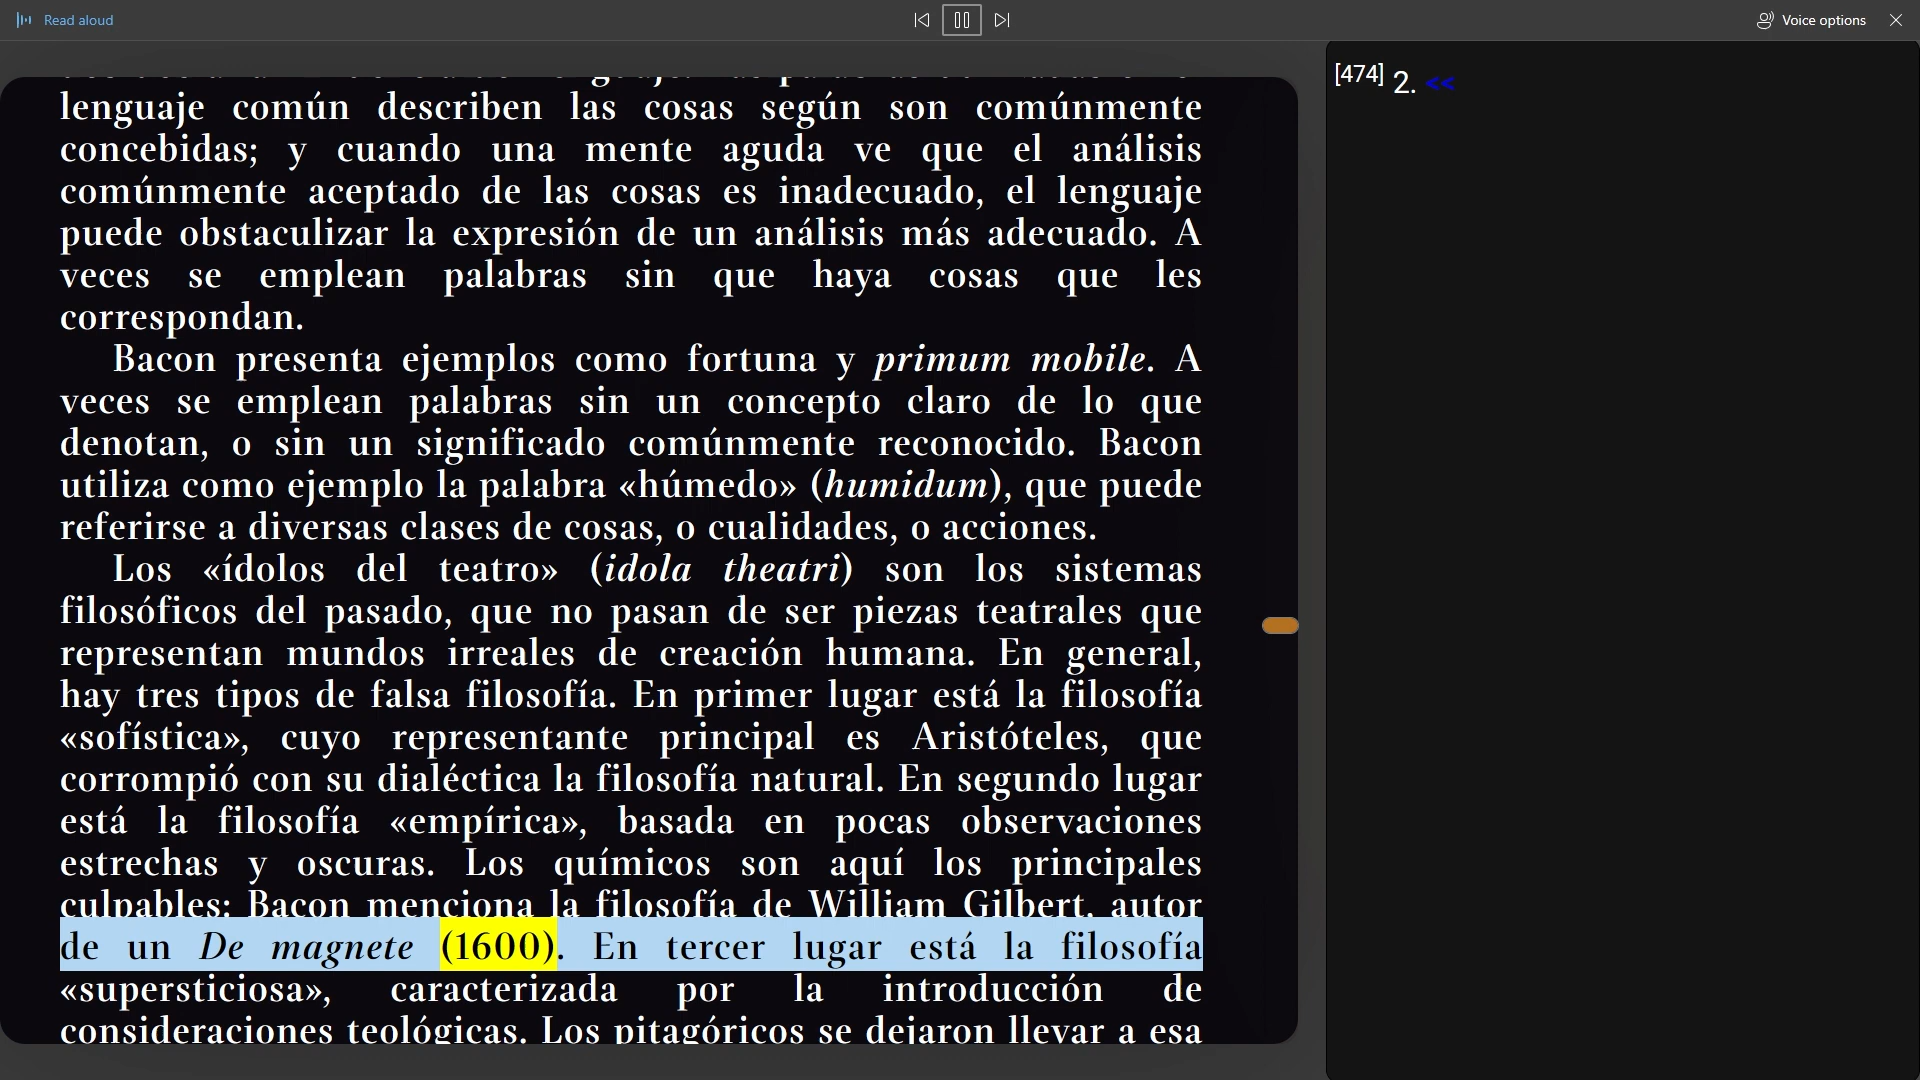 Read aloud
Voice options
lenguaje común describen las cosas según son comúnmente
concebidas; y cuando una mente aguda ve que el análisis
comúnmente aceptado de las cosas es inadecuado, el lenguaje
puede obstaculizar la expresión de un análisis más adecuado. A
veces se emplean palabras sin que haya cosas que les
correspondan.
Bacon presenta ejemplos como fortuna y primum mobile. A
veces se emplean palabras sin un concepto claro de lo que
denotan, o sin un significado comúnmente reconocido. Bacon
utiliza como ejemplo la palabra «húmedo» (humidum), que puede
referirse a diversas clases de cosas, o cualidades, o acciones.
Los «ídolos del teatro» (idola theatri) son los sistemas
filosóficos del pasado, que no pasan de ser piezas teatrales que
representan mundos irreales de creación humana. En general,
hay tres tipos de falsa filosofía. En primer lugar está la filosofía
«sofística», cuyo representante principal es Aristóteles, que
corrompió con su dialéctica la filosofía natural. En segundo lugar
está la filosofía «empírica», basada en pocas observaciones
estrechas y oscuras. Los químicos son aquí los principales
culpables: Bacon menciona la filosofía de William Gilbert, autor
de un De magnete (1600). En tercer lugar está la filosofía
«supersticiosa», caracterizada por la introducción de
consideraciones teológicas. Los pitagóricos se dejaron llevar a esa
[474] 2. <<